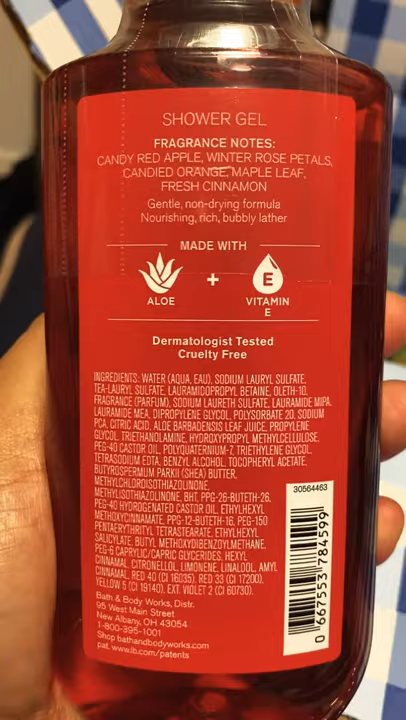 SHOWER GEL
FRAGRANCE NOTES:
CANDY RED APPLE, WINTER ROSE PETALS,
CANDIED ORANGE, MAPLE LEAF,
FRESH CINNAMON
Gentle, non-drying formula
Nourishing, rich, bubbly lather
MADE WITH
E
ALOE + VITAMIN
E
Dermatologist Tested
Cruelty Free
INGREDIENTS: WATER (AQUA, EAU), SODIUM LAURYL SULFATE,
TEA-LAURYL SULFATE, LAURAMIDOPROPYL BETAINE, OLETH-10,
FRAGRANCE (PARFUM), SODIUM LAURETH SULFATE, LAURAMIDE MIPA,
LAURAMIDE MEA, DIPROPYLENE GLYCOL, POLYSORBATE 20, SODIUM
PCA, CITRIC ACID, ALOE BARBADENSIS LEAF JUICE, PROPYLENE
GLYCOL, TRIETHANOLAMINE, HYDROXYPROPYL METHYLCELLULOSE,
PEG-40 CASTOR OIL, POLYQUATERNIUM-7, TRIETHYLENE GLYCOL,
TETRASODIUM EDTA, BENZYL ALCOHOL, TOCOPHERYL ACETATE,
BUTYROSPERMUM PARKII (SHEA) BUTTER,
METHYLCHLOROISOTHIAZOLINONE,
METHYLISOTHIAZOLINONE, BHT, PPG-26-BUTETH-26,
PEG-40 HYDROGENATED CASTOR OIL, ETHYLHEXYL
METHOXYCINNAMATE, PPG-12-BUTETH-16, PEG-150
PENTAERYTHRITYL TETRASTEARATE, ETHYLHEXYL
SALICYLATE, BUTYL METHOXYDIBENZOYLMETHANE,
PEG-6 CAPRYLIC/CAPRIC GLYCERIDES, HEXYL
CINNAMAL, CITRONELLOL, LIMONENE, LINALOOL, AMYL
CINNAMAL, RED 40 (CI 16035), RED 33 (CI 17200),
YELLOW 5 (CI 19140), EXT. VIOLET 2 (CI 60730).
Bath & Body Works, Distr.
95 West Main Street
New Albany, OH 43054
1-800-395-1001
Shop bathandbodyworks.com
pat. www.lb.com/patents
30564463
0 667553 784599